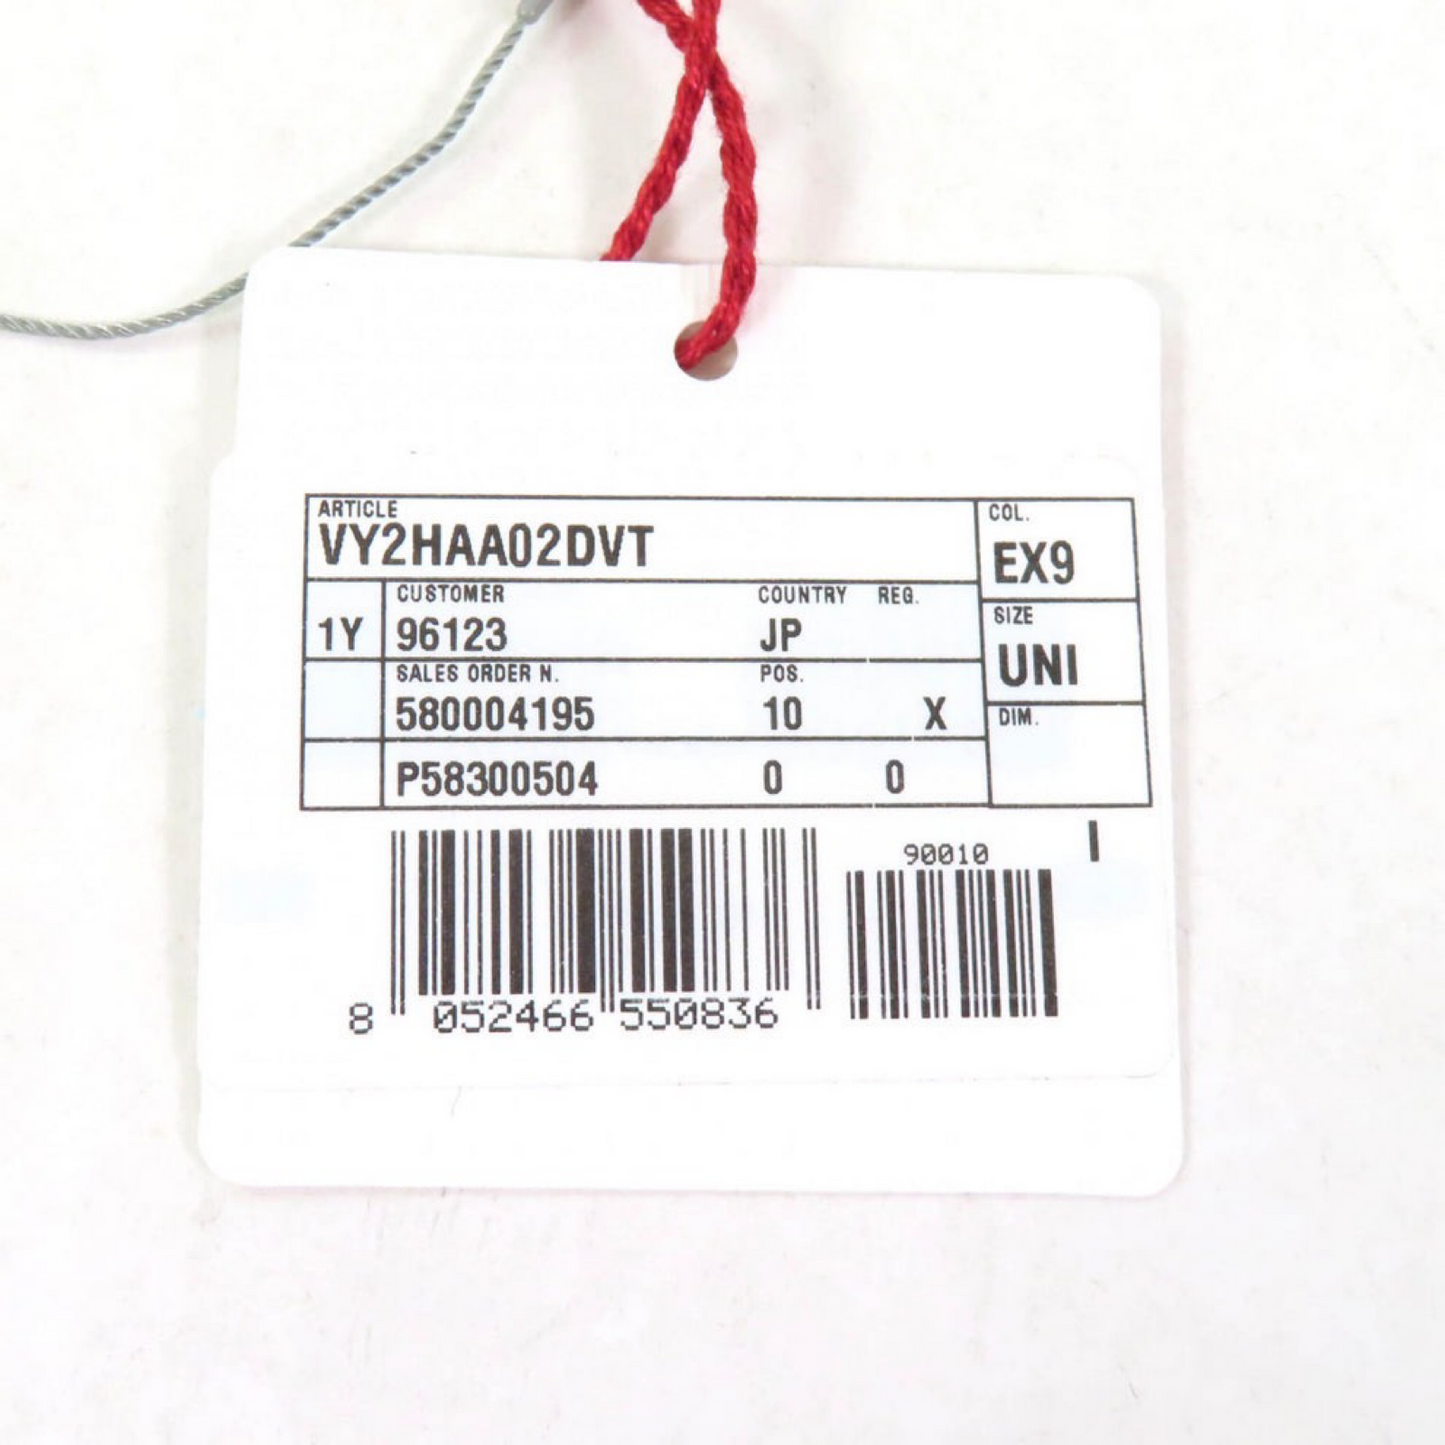 ARTICLE
VY2HAA02DVT
COL.
EX9
CUSTOMER COUNTRY REG.
1Y 96123 JP
SIZE
UNI
SALES ORDER N. POS.
580004195 10 X
DIM.
P58300504 0 0
90010
8 052466 550836